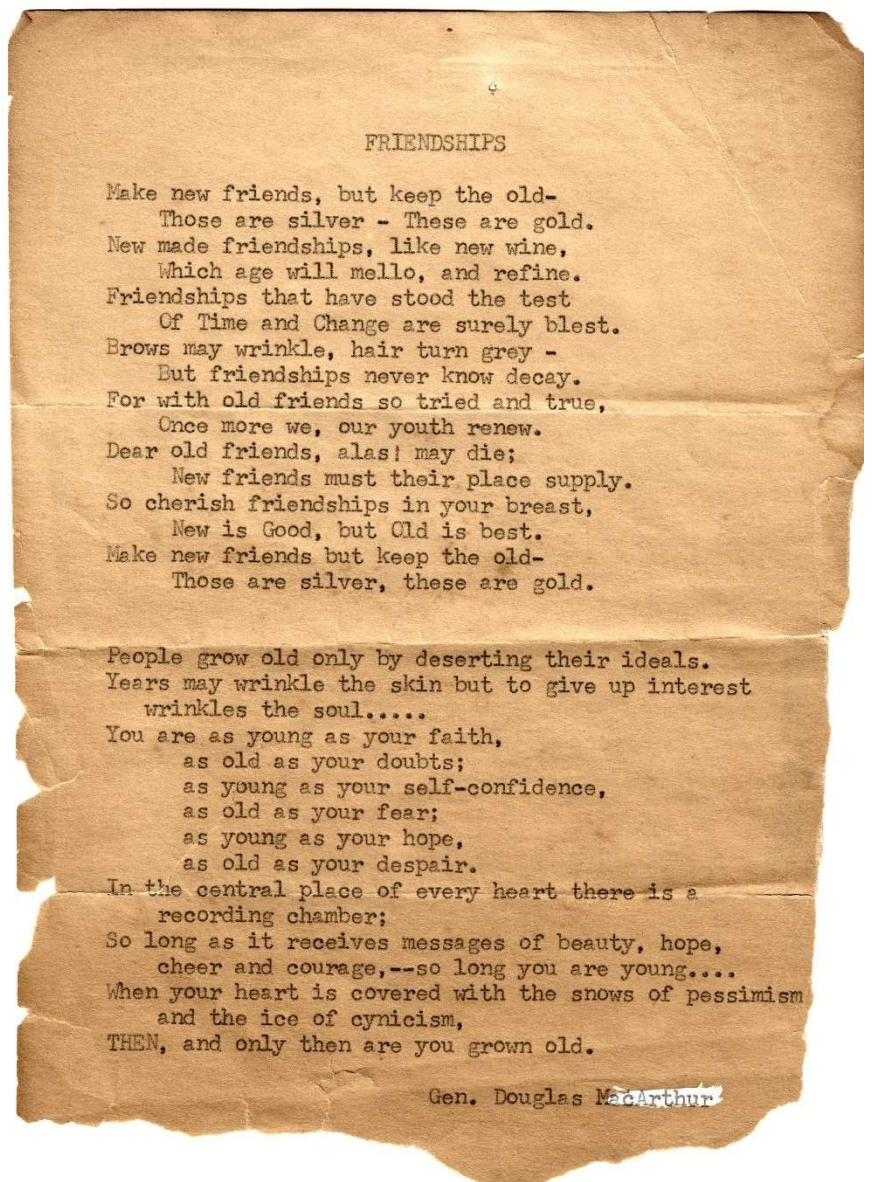 FRIENDSHIPS
Make new friends, but keep the old-
Those are silver - These are gold.
New made friendships, like new wine,
Which age will mello, and refine.
Friendships that have stood the test
Of Time and Change are surely blest.
Brows may wrinkle, hair turn grey -
But friendships never know decay.
For with old friends so tried and true,
Once more we, our youth renew.
Dear old friends, alas! may die;
New friends must their place supply.
So cherish friendships in your breast,
New is Good, but Old is best.
Make new friends but keep the old-
Those are silver, these are gold.
People grow old only by deserting their ideals.
Years may wrinkle the skin but to give up interest
wrinkles the soul.....
You are as young as your faith,
as old as your doubts;
as young as your self-confidence,
as old as your fear;
as young as your hope,
as old as your despair.
In the central place of every heart there is a
recording chamber;
So long as it receives messages of beauty, hope,
cheer and courage,--so long you are young....
When your heart is covered with the snows of pessimism
and the ice of cynicism,
THEN, and only then are you grown old.
Gen. Douglas MacArthur